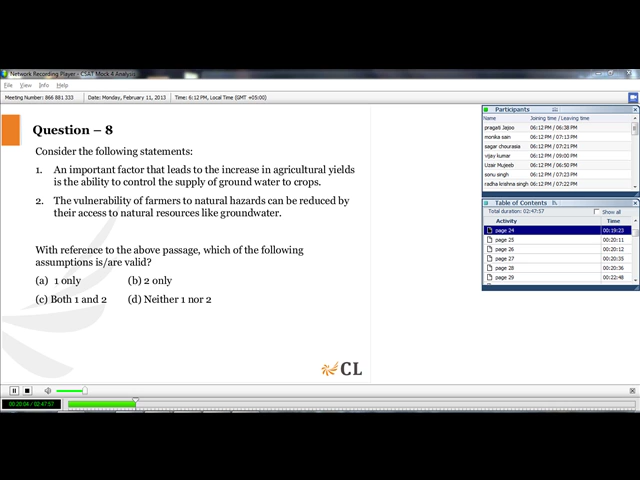 Network Recording Player - CSAT Mock 4 Analysis
File View Info Help
Meeting Number: 866 881 333 Date: Monday, February 11, 2013 Time: 6:12 PM, Local Time (GMT +05:00)
Question – 8
Consider the following statements:
1. An important factor that leads to the increase in agricultural yields
is the ability to control the supply of ground water to crops.
2. The vulnerability of farmers to natural hazards can be reduced by
their access to natural resources like groundwater.
With reference to the above passage, which of the following
assumptions is/are valid?
(a) 1 only (b) 2 only
(c) Both 1 and 2 (d) Neither 1 nor 2
CL
Participants
Name Joining time / Leaving time
pragati Jajoo 06:12 PM / 06:38 PM
monika sain 06:12 PM / 07:13 PM
sagar chourasia 06:12 PM / 07:21 PM
vijay kumar 06:12 PM / 09:00 PM
Uzair Mujeeb 06:12 PM / 06:50 PM
sonu singh 06:12 PM / 07:23 PM
radha krishna singh 06:12 PM / 07:22 PM
Table of Contents
Total duration: 02:47:57 Show all
Activity Time
page 24 00:19:23
page 25 00:20:11
page 26 00:20:12
page 27 00:20:35
page 28 00:20:36
page 29 00:22:48
00:20:04 / 02:47:57